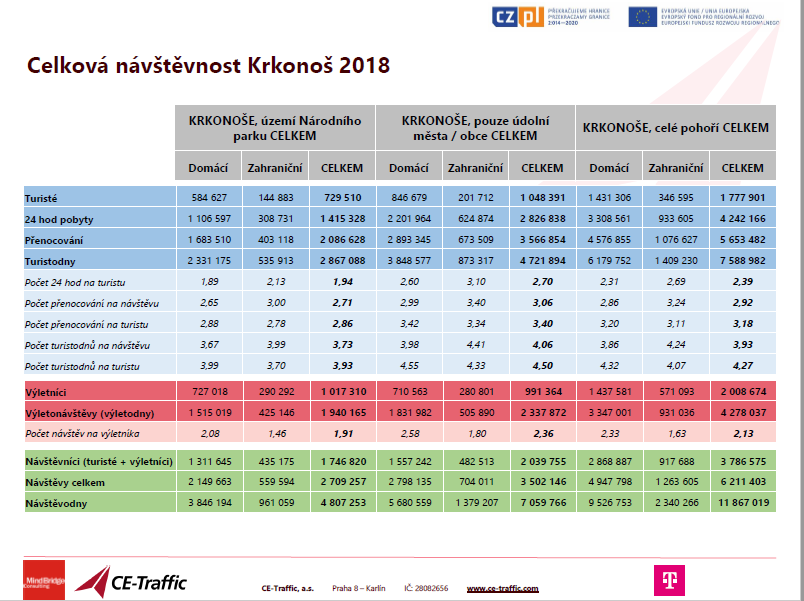 CZ pl PŘEKRAČUJEME HRANICE
PRZEKRACZAMY GRANICE
2014—2020
EVROPSKÁ UNIE / UNIA EUROPEJSKA
EVROPSKÝ FOND PRO REGIONÁLNÍ ROZVOJ
EUROPEJSKI FUNDUSZ ROZWOJU REGIONALNEGO
Celková návštěvnost Krkonoš 2018
KRKONOŠE, území Národního parku CELKEM KRKONOŠE, pouze údolní města / obce CELKEM KRKONOŠE, celé pohoří CELKEM
Domácí Zahraniční CELKEM Domácí Zahraniční CELKEM Domácí Zahraniční CELKEM
Turisté 584 627 144 883 729 510 846 679 201 712 1 048 391 1 431 306 346 595 1 777 901
24 hod pobyty 1 106 597 308 731 1 415 328 2 201 964 624 874 2 826 838 3 308 561 933 605 4 242 166
Přenocování 1 683 510 403 118 2 086 628 2 893 345 673 509 3 566 854 4 576 855 1 076 627 5 653 482
Turistodny 2 331 175 535 913 2 867 088 3 848 577 873 317 4 721 894 6 179 752 1 409 230 7 588 982
Počet 24 hod na turistu 1,89 2,13 1,94 2,60 3,10 2,70 2,31 2,69 2,39
Počet přenocování na návštěvu 2,65 3,00 2,71 2,99 3,40 3,06 2,86 3,24 2,92
Počet přenocování na turistu 2,88 2,78 2,86 3,42 3,34 3,40 3,20 3,11 3,18
Počet turistodnů na návštěvu 3,67 3,99 3,73 3,98 4,41 4,06 3,86 4,24 3,93
Počet turistodnů na turistu 3,99 3,70 3,93 4,55 4,33 4,50 4,32 4,07 4,27
Výletníci 727 018 290 292 1 017 310 710 563 280 801 991 364 1 437 581 571 093 2 008 674
Výletonávštěvy (výletodny) 1 515 019 425 146 1 940 165 1 831 982 505 890 2 337 872 3 347 001 931 036 4 278 037
Počet návštěv na výletníka 2,08 1,46 1,91 2,58 1,80 2,36 2,33 1,63 2,13
Návštěvníci (turisté + výletníci) 1 311 645 435 175 1 746 820 1 557 242 482 513 2 039 755 2 868 887 917 688 3 786 575
Návštěvy celkem 2 149 663 559 594 2 709 257 2 798 135 704 011 3 502 146 4 947 798 1 263 605 6 211 403
Návštěvodny 3 846 194 961 059 4 807 253 5 680 559 1 379 207 7 059 766 9 526 753 2 340 266 11 867 019
MindBridge
Consulting
CE-Traffic
CE-Traffic, a.s. Praha 8 – Karlín IČ: 28082656 www.ce-traffic.com
T